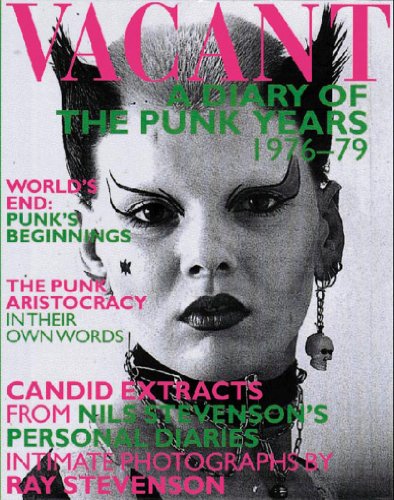 VACANT
A DIARY OF
THE PUNK YEARS
1976–79
WORLD'S
END:
PUNK'S
BEGINNINGS
THE PUNK
ARISTOCRACY
IN THEIR
OWN WORDS
CANDID EXTRACTS
FROM NILS STEVENSON'S
PERSONAL DIARIES
INTIMATE PHOTOGRAPHS BY
RAY STEVENSON